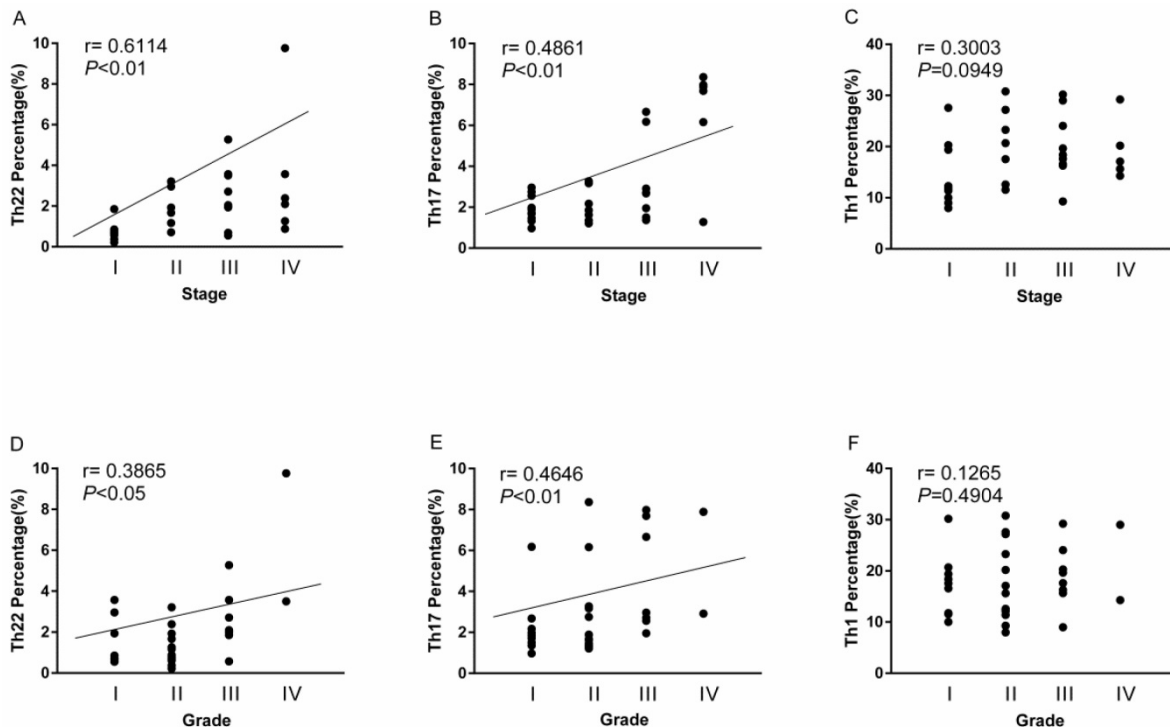 A
r= 0.6114
P<0.01
Th22 Percentage(%)
10
8
6
4
2
0
I II III IV
Stage
B
r= 0.4861
P<0.01
Th17 Percentage(%)
10
8
6
4
2
0
I II III IV
Stage
C
r= 0.3003
P=0.0949
Th1 Percentage(%)
40
30
20
10
0
I II III IV
Stage
D
r= 0.3865
P<0.05
Th22 Percentage(%)
10
8
6
4
2
0
I II III IV
Grade
E
r= 0.4646
P<0.01
Th17 Percentage(%)
10
8
6
4
2
0
I II III IV
Grade
F
r= 0.1265
P=0.4904
Th1 Percentage(%)
40
30
20
10
0
I II III IV
Grade